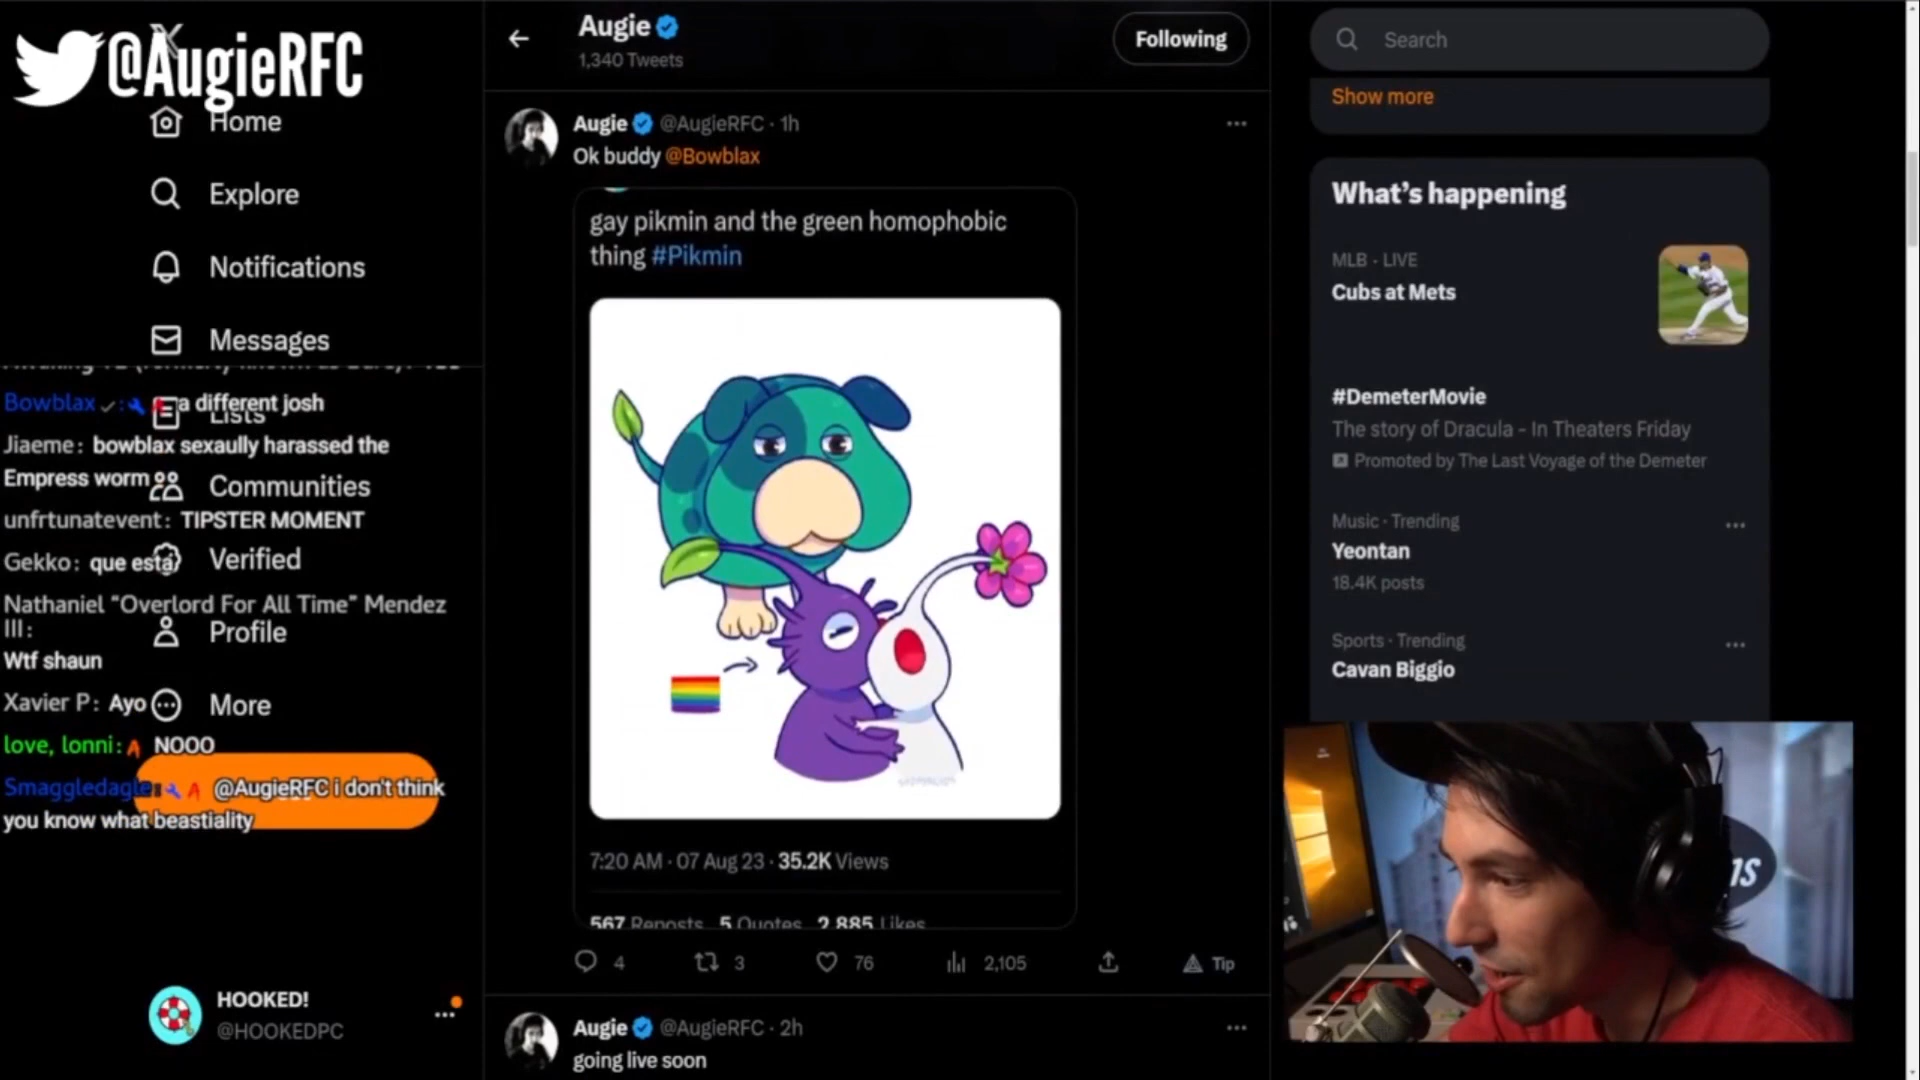 @AugieRFC
Home
Explore
Notifications
Messages
Lists
Communities
Verified
Profile
More
Bowblax a different josh
Jiaeme: bowblax sexaully harassed the
Empress worm
unfrtunatevent: TIPSTER MOMENT
Gekko: que esta?
Nathaniel "Overlord For All Time" Mendez
III:
Wtf shaun
Xavier P: Ayo
love, lonni: NOOO
Smaggledagle: @AugieRFC i don't think
you know what beastiality
HOOKED!
@HOOKEDPC
Augie
1,340 Tweets
Following
Augie @AugieRFC · 1h
Ok buddy @Bowblax
gay pikmin and the green homophobic
thing #Pikmin
7:20 AM · 07 Aug 23 · 35.2K Views
567 Reposts 5 Quotes 2,885 Likes
4 3 76 2,105 Tip
Augie @AugieRFC · 2h
going live soon
Search
Show more
What's happening
MLB · LIVE
Cubs at Mets
#DemeterMovie
The story of Dracula - In Theaters Friday
Promoted by The Last Voyage of the Demeter
Music · Trending
Yeontan
18.4K posts
Sports · Trending
Cavan Biggio